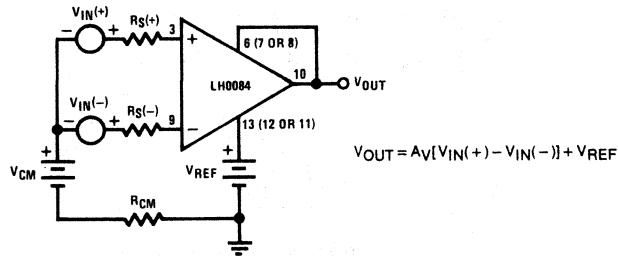 VIN(+)
− + RS(+) 3 +
6 (7 OR 8)
LH0084
10 VOUT
VIN(−)
− + RS(−) 9 −
13 (12 OR 11)
+ VCM
+ VREF
VOUT = AV[VIN(+) − VIN(−)] + VREF
RCM